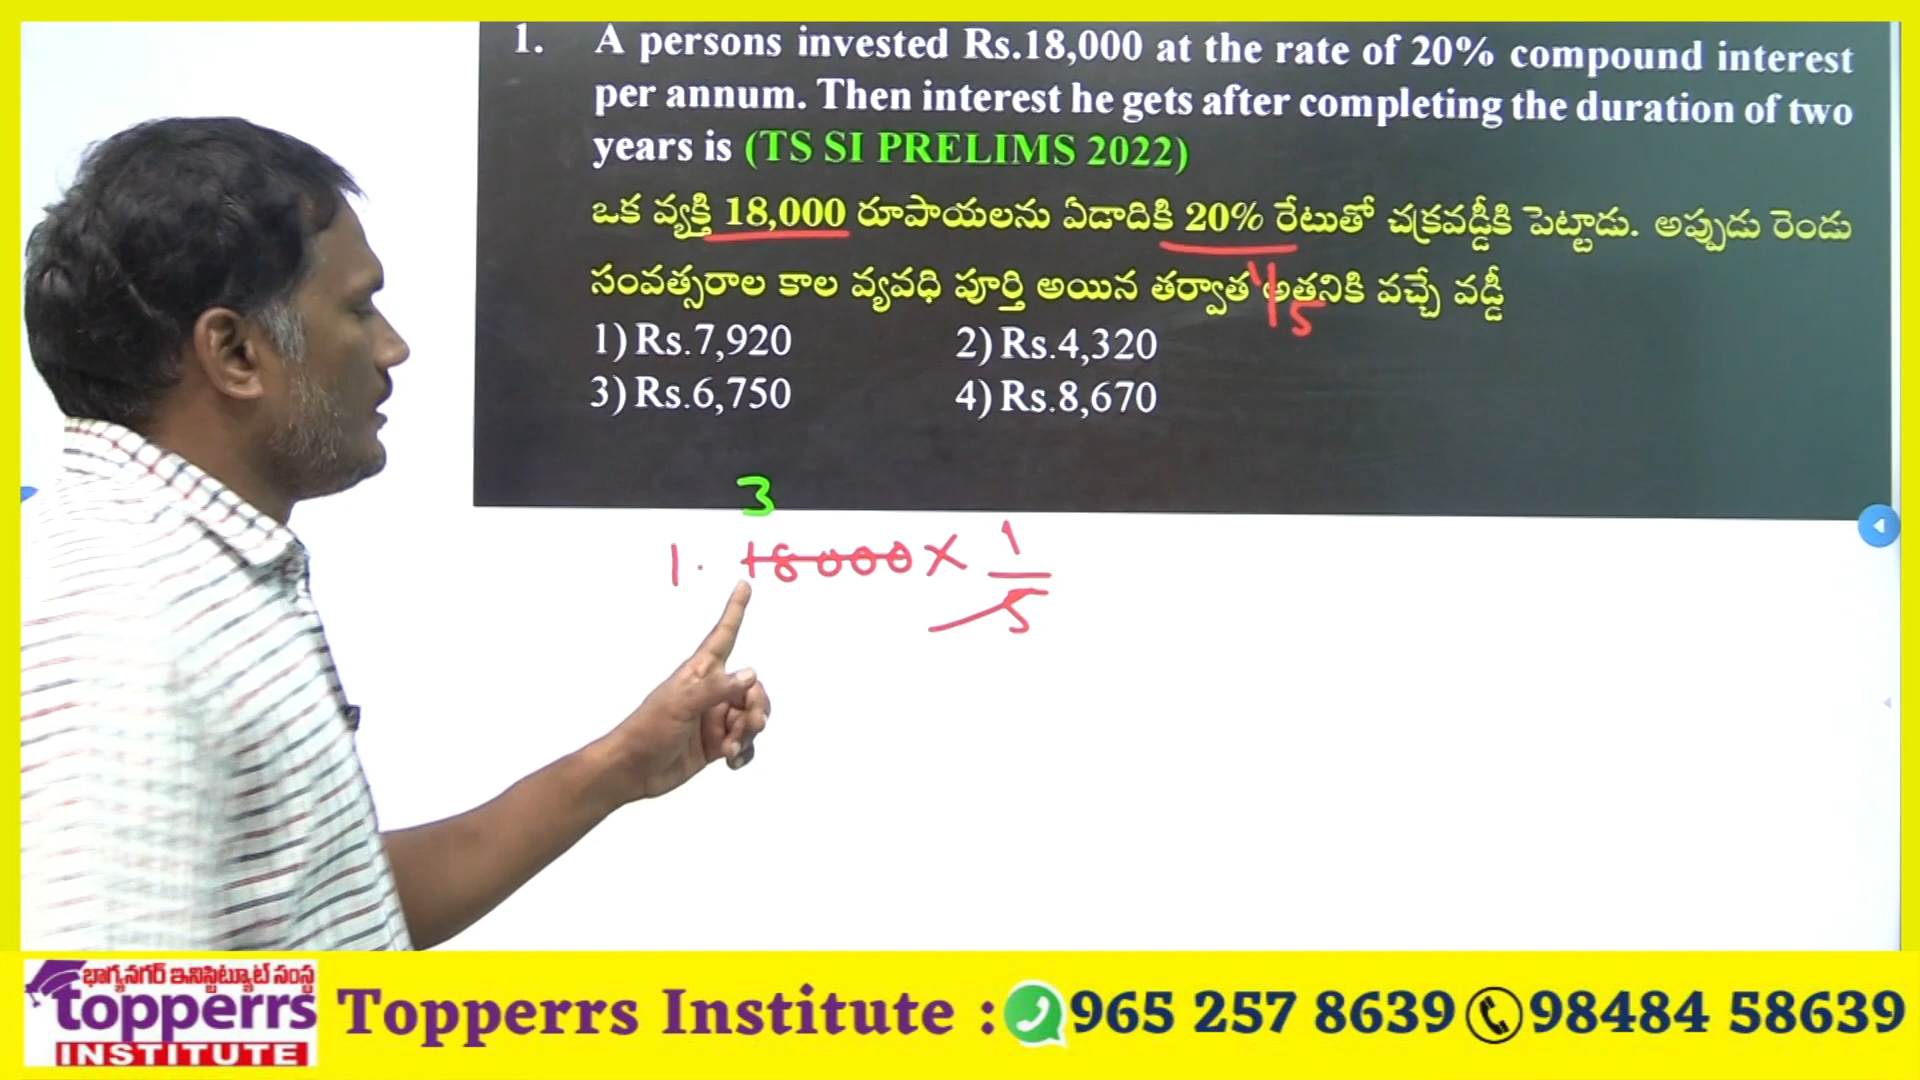 1. A persons invested Rs.18,000 at the rate of 20% compound interest
per annum. Then interest he gets after completing the duration of two
years is (TS SI PRELIMS 2022)
ఒక వ్యక్తి 18,000 రూపాయలను ఏడాదికి 20% రేటుతో చక్రవడ్డీకి పెట్టాడు. అప్పుడు రెండు
సంవత్సరాల కాల వ్యవధి పూర్తి అయిన తర్వాత అతనికి వచ్చే వడ్డీ
1/5
1) Rs.7,920 2) Rs.4,320
3) Rs.6,750 4) Rs.8,670
3
1. 18000 × 1/5
భాగ్యనగర్ ఇనిస్టిట్యూట్ సంస్థ
topperrs
INSTITUTE
Topperrs Institute : 965 257 8639 98484 58639